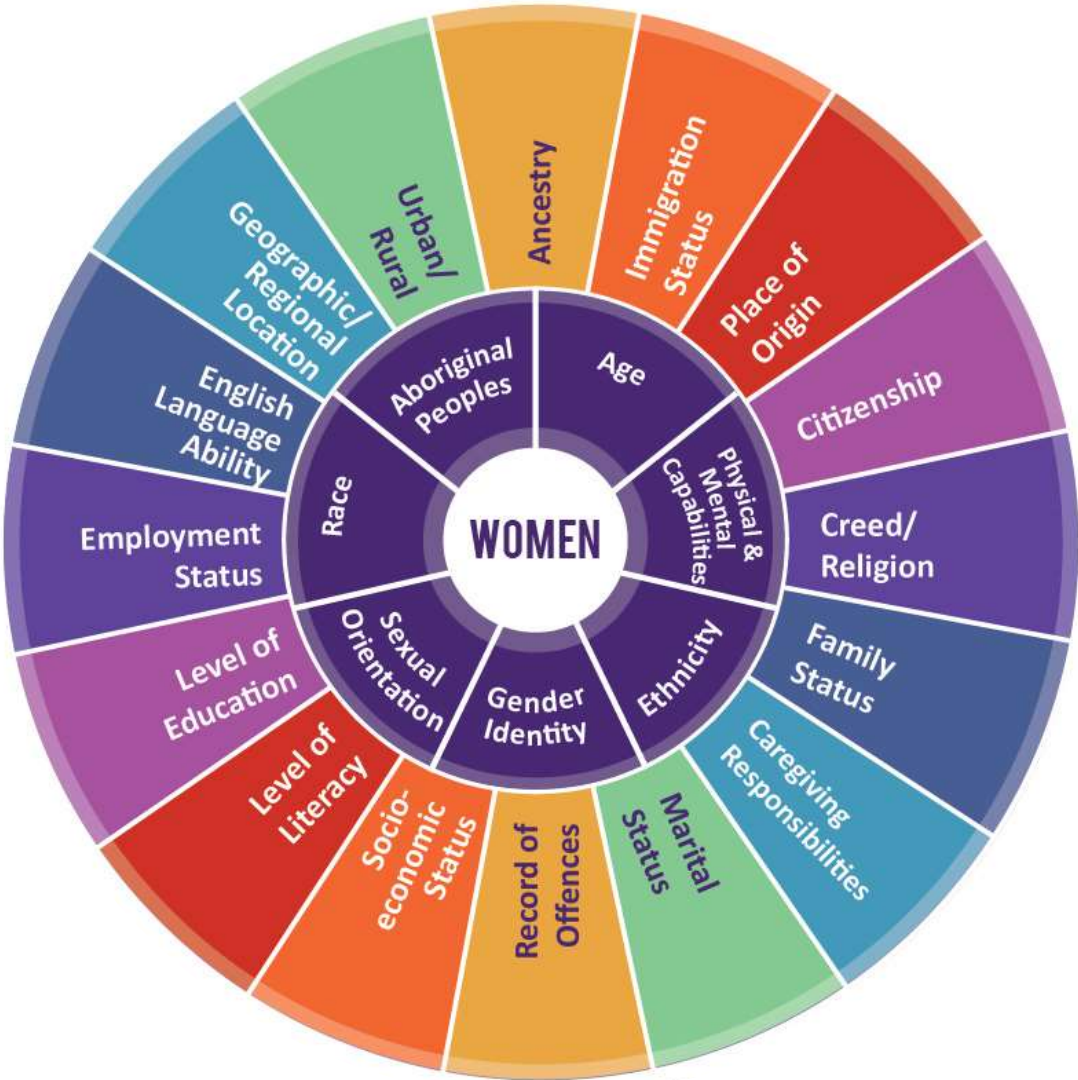 WOMEN
Age
Physical &
Mental
Capabilities
Ethnicity
Gender
Identity
Sexual
Orientation
Race
Aboriginal
Peoples
Ancestry
Immigration
Status
Place of
Origin
Citizenship
Creed/
Religion
Family
Status
Caregiving
Responsibilities
Marital
Status
Record of
Offences
Socio-
economic
Status
Level of
Literacy
Level of
Education
Employment
Status
English
Language
Ability
Geographic/
Regional
Location
Urban/
Rural